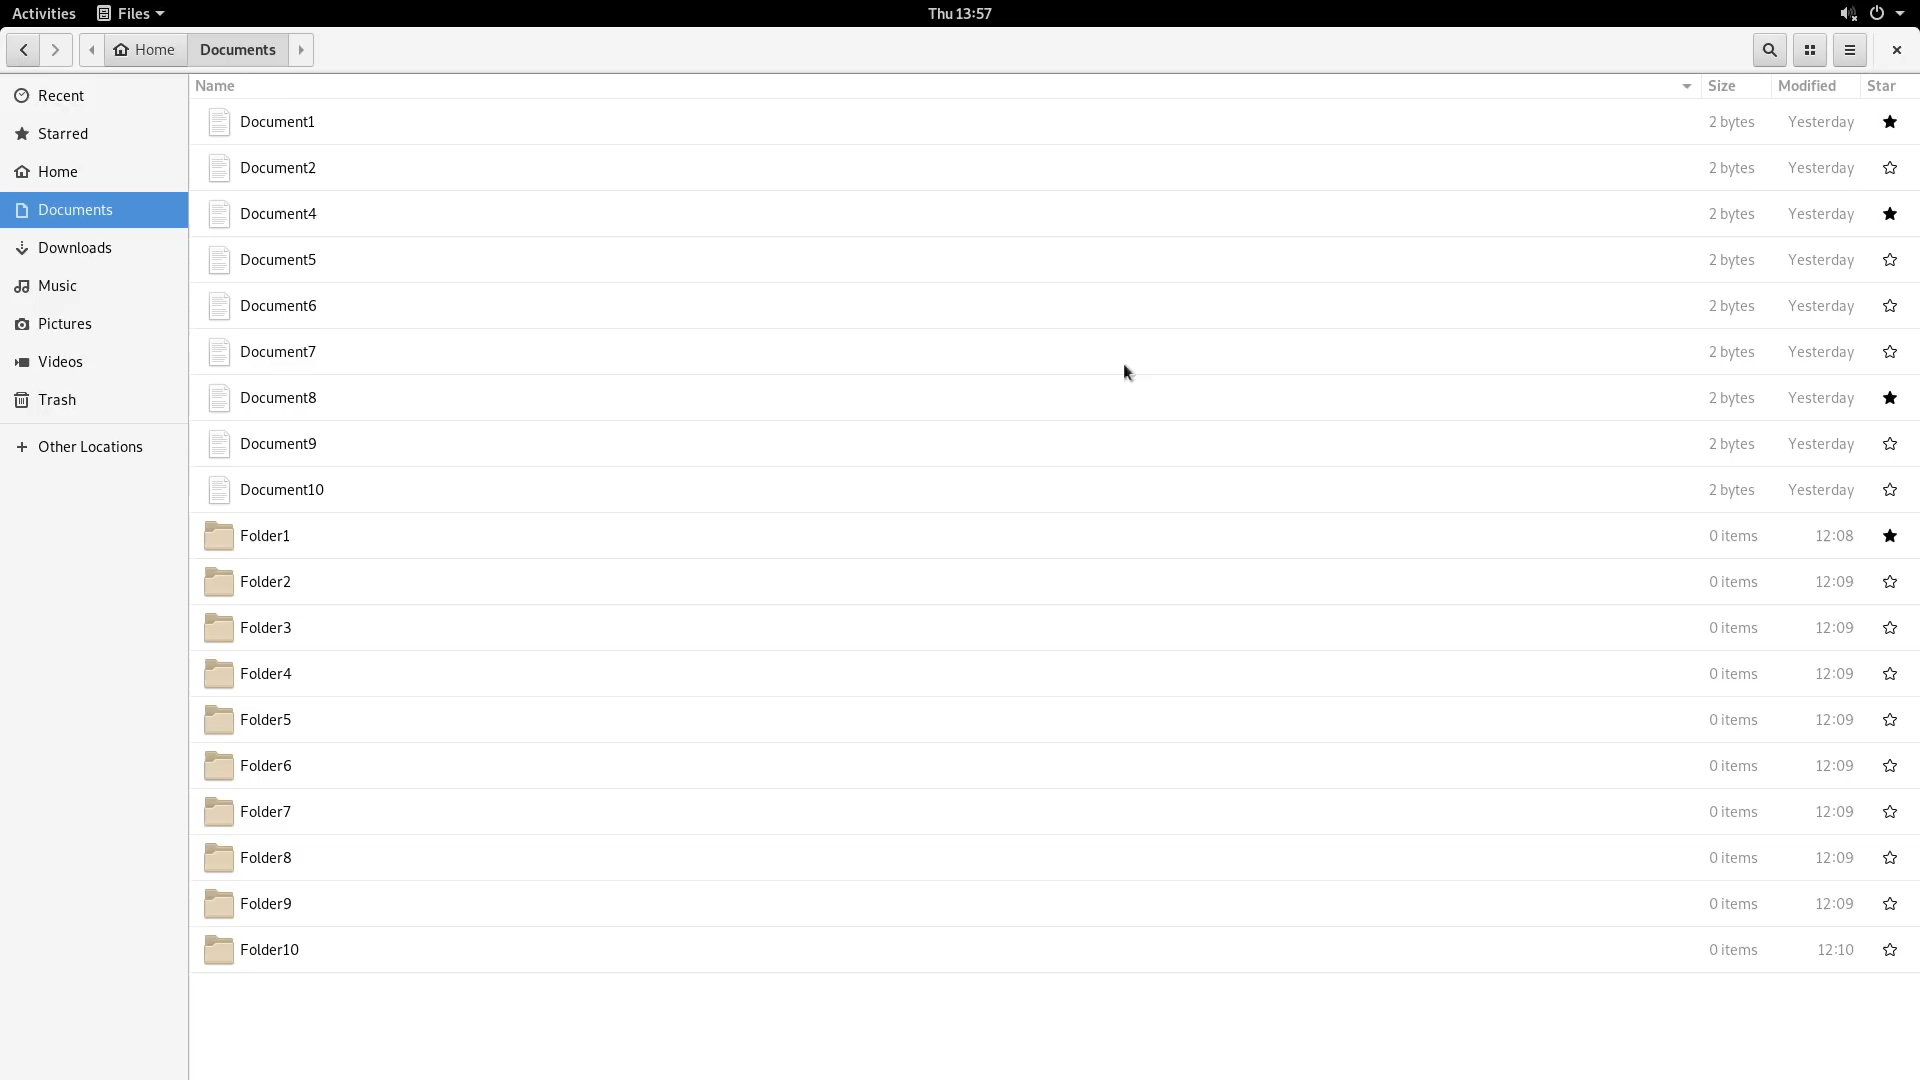 Activities Files Thu 13:57
Home Documents
Name Size Modified Star
Recent
Starred
Home
Documents
Downloads
Music
Pictures
Videos
Trash
Other Locations
Document1 2 bytes Yesterday
Document2 2 bytes Yesterday
Document4 2 bytes Yesterday
Document5 2 bytes Yesterday
Document6 2 bytes Yesterday
Document7 2 bytes Yesterday
Document8 2 bytes Yesterday
Document9 2 bytes Yesterday
Document10 2 bytes Yesterday
Folder1 0 items 12:08
Folder2 0 items 12:09
Folder3 0 items 12:09
Folder4 0 items 12:09
Folder5 0 items 12:09
Folder6 0 items 12:09
Folder7 0 items 12:09
Folder8 0 items 12:09
Folder9 0 items 12:09
Folder10 0 items 12:10